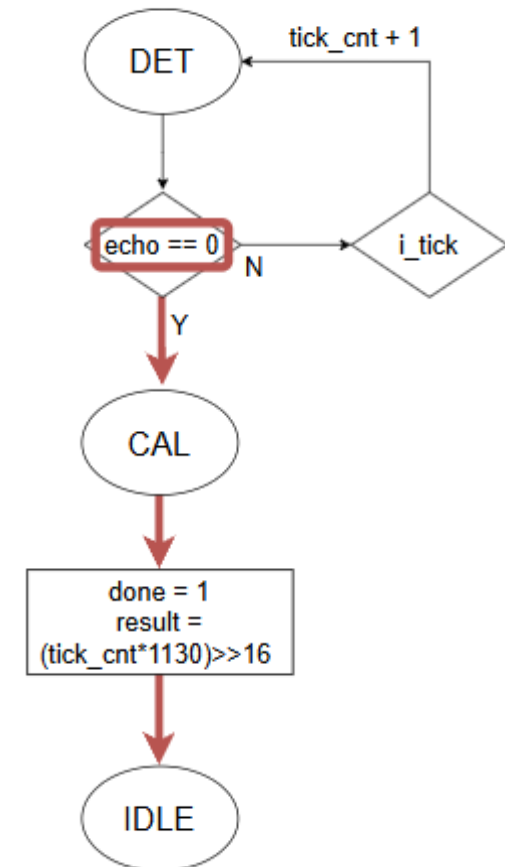 tick_cnt + 1
DET
echo == 0
N
i_tick
Y
CAL
done = 1
result =
(tick_cnt*1130)>>16
IDLE